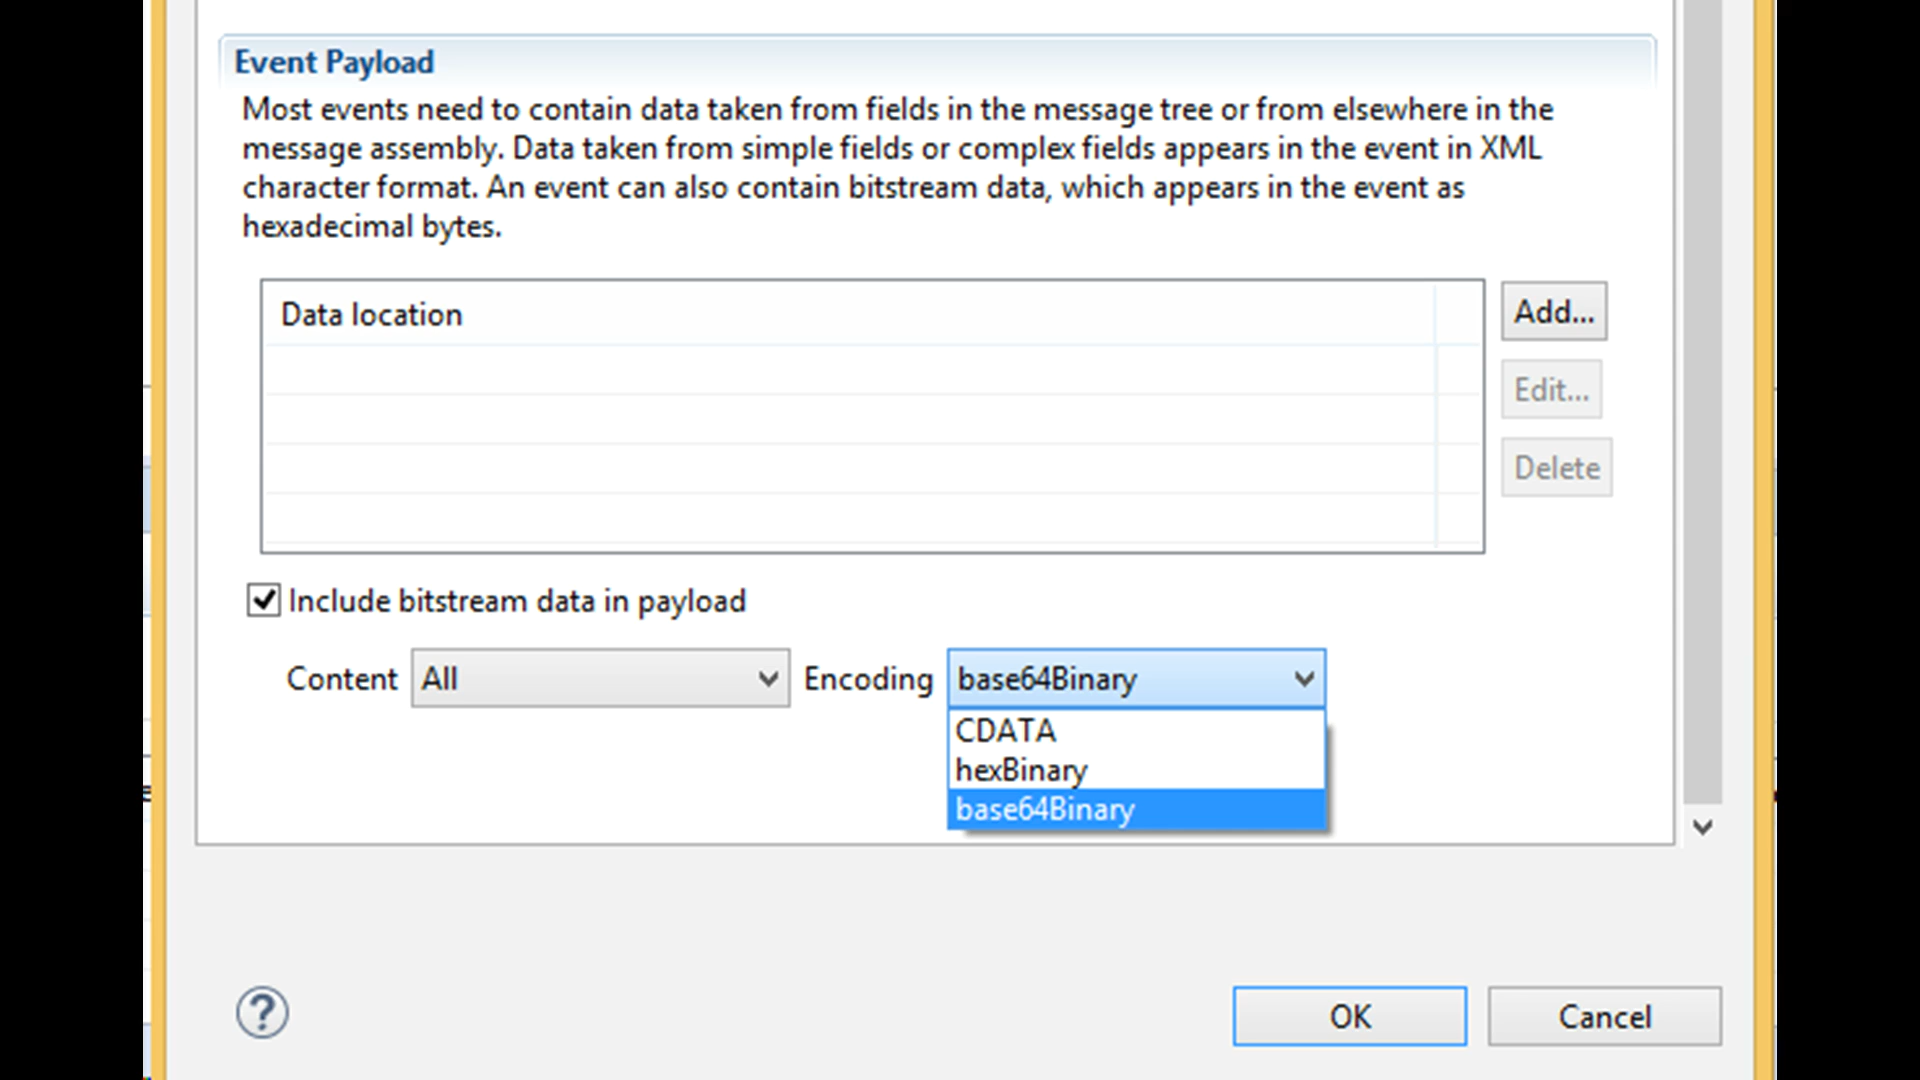 Event Payload
Most events need to contain data taken from fields in the message tree or from elsewhere in the
message assembly. Data taken from simple fields or complex fields appears in the event in XML
character format. An event can also contain bitstream data, which appears in the event as
hexadecimal bytes.
Data location
Add...
Edit...
Delete
Include bitstream data in payload
Content All Encoding base64Binary
CDATA
hexBinary
base64Binary
OK Cancel